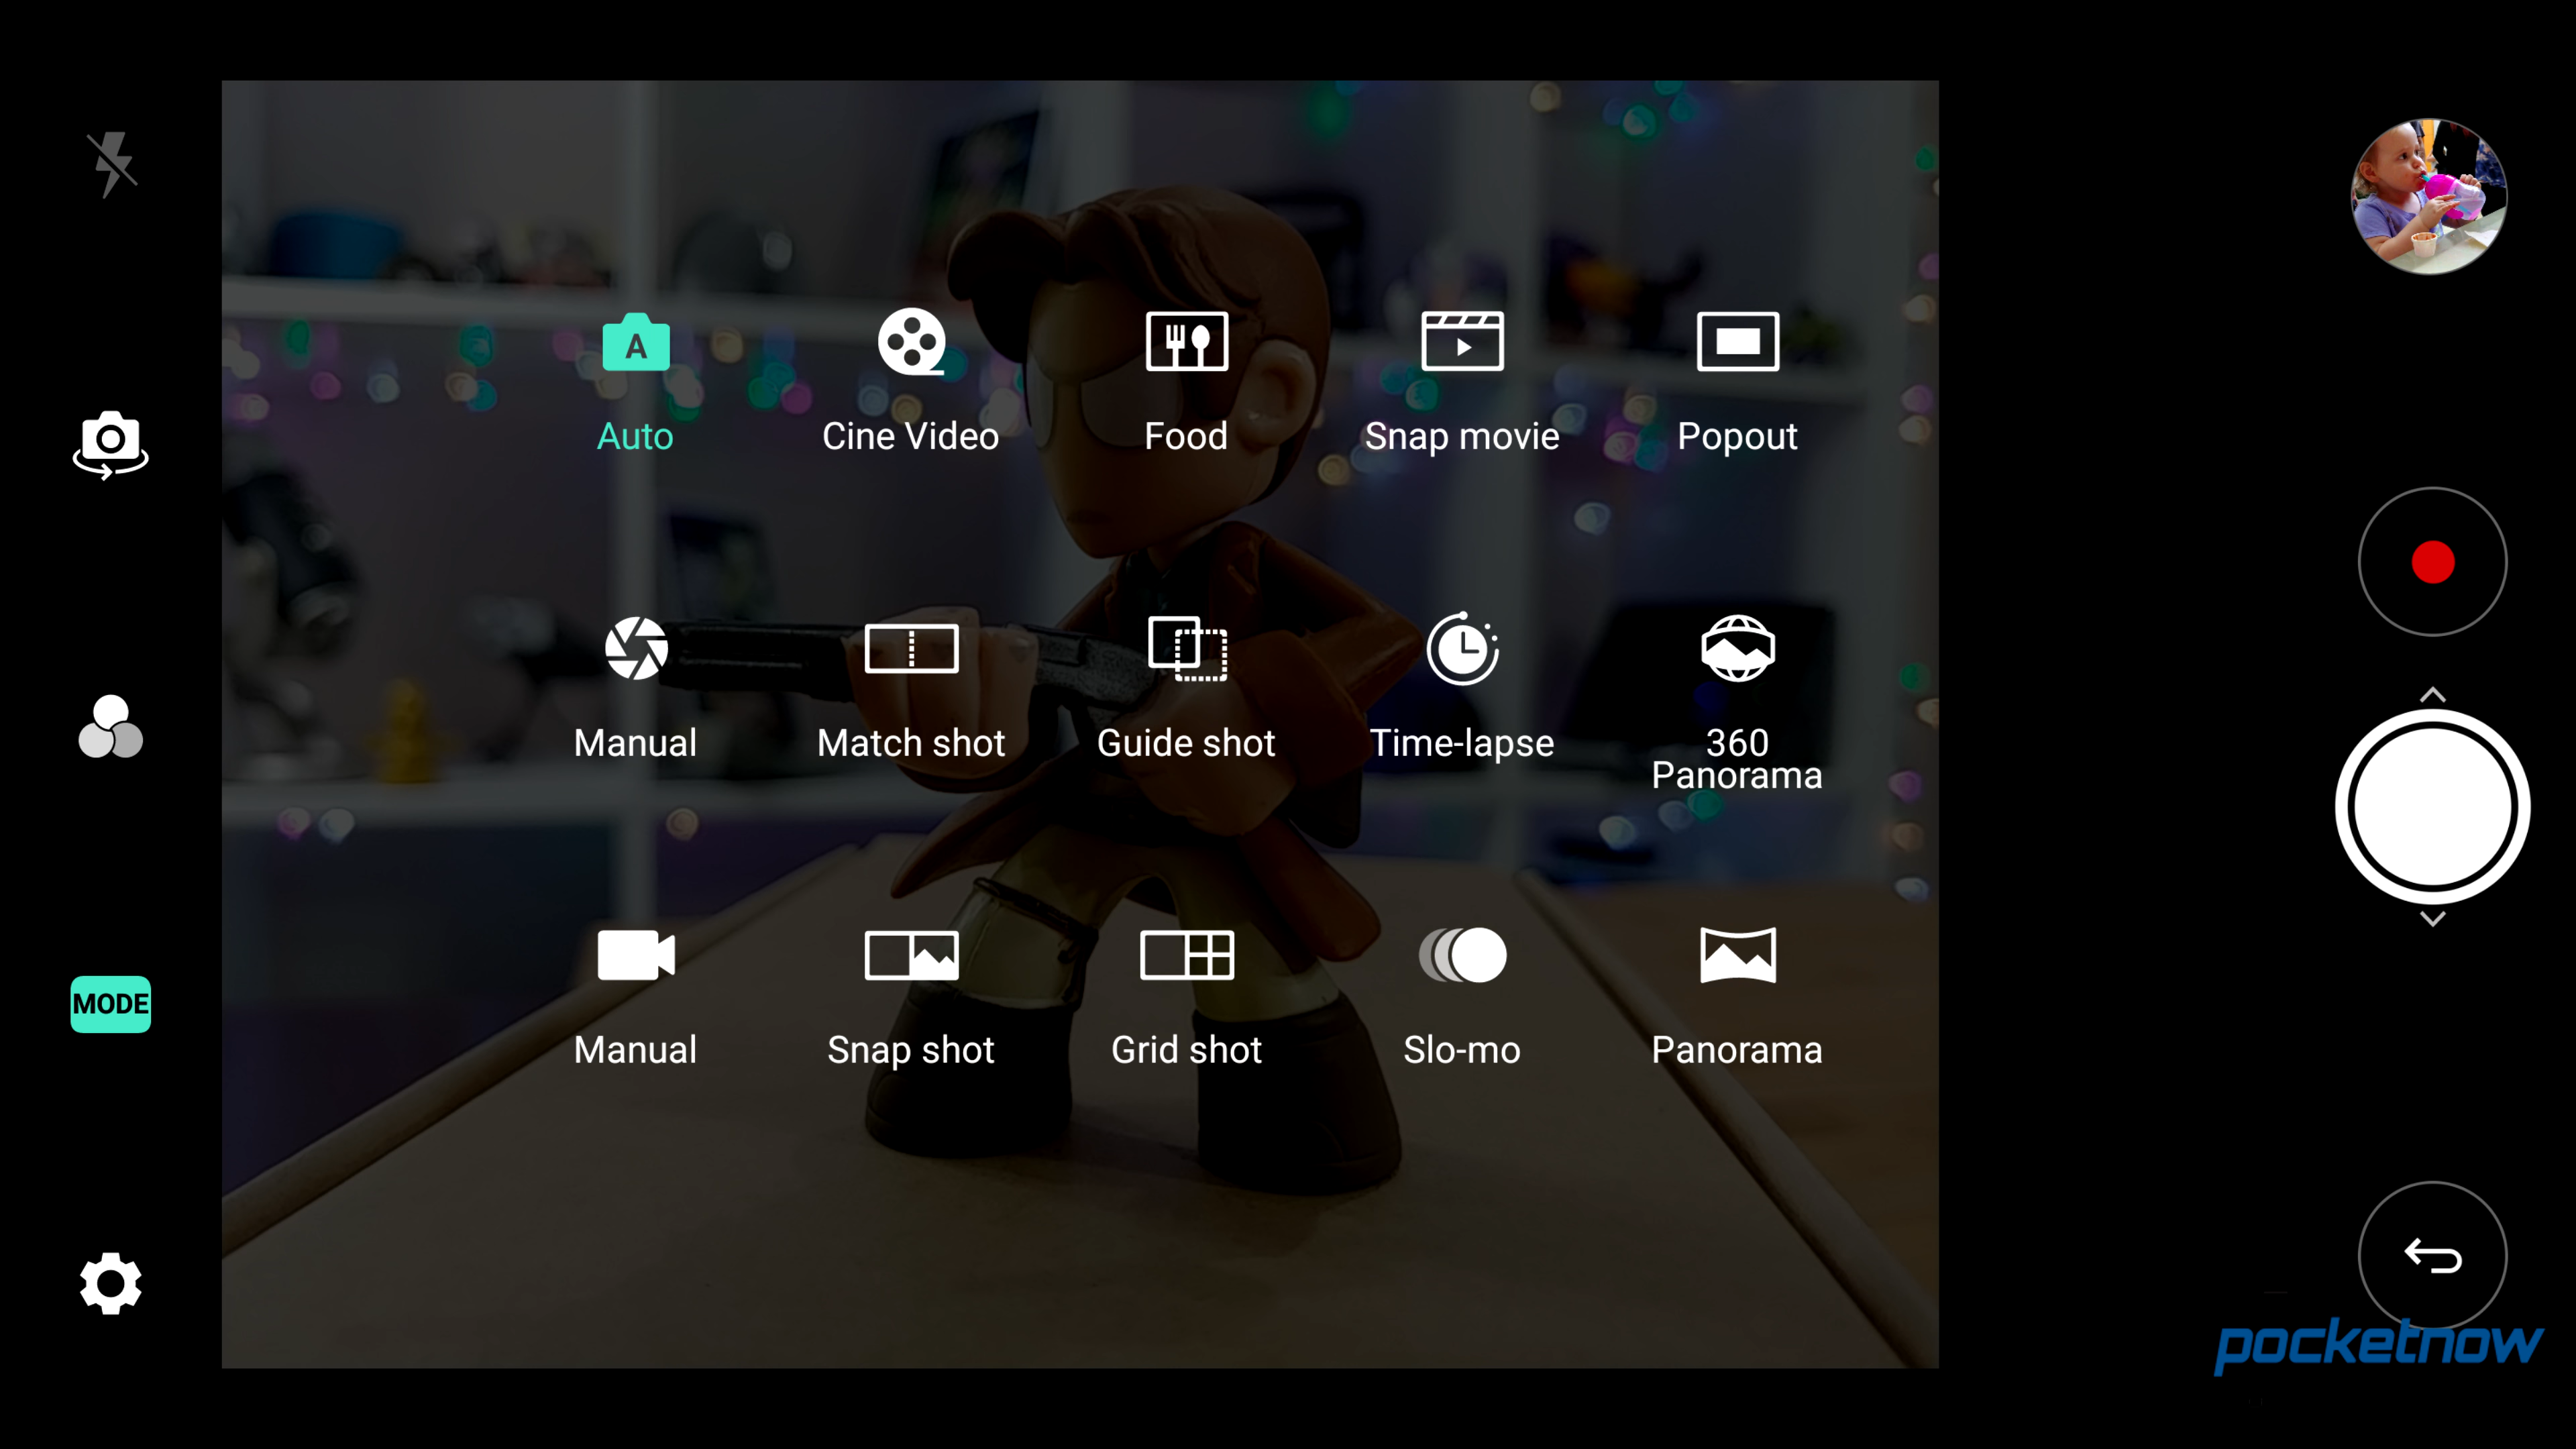 A
Auto
Cine Video
Food
Snap movie
Popout
Manual
Match shot
Guide shot
Time-lapse
360
Panorama
MODE
Manual
Snap shot
Grid shot
Slo-mo
Panorama
pocketnow